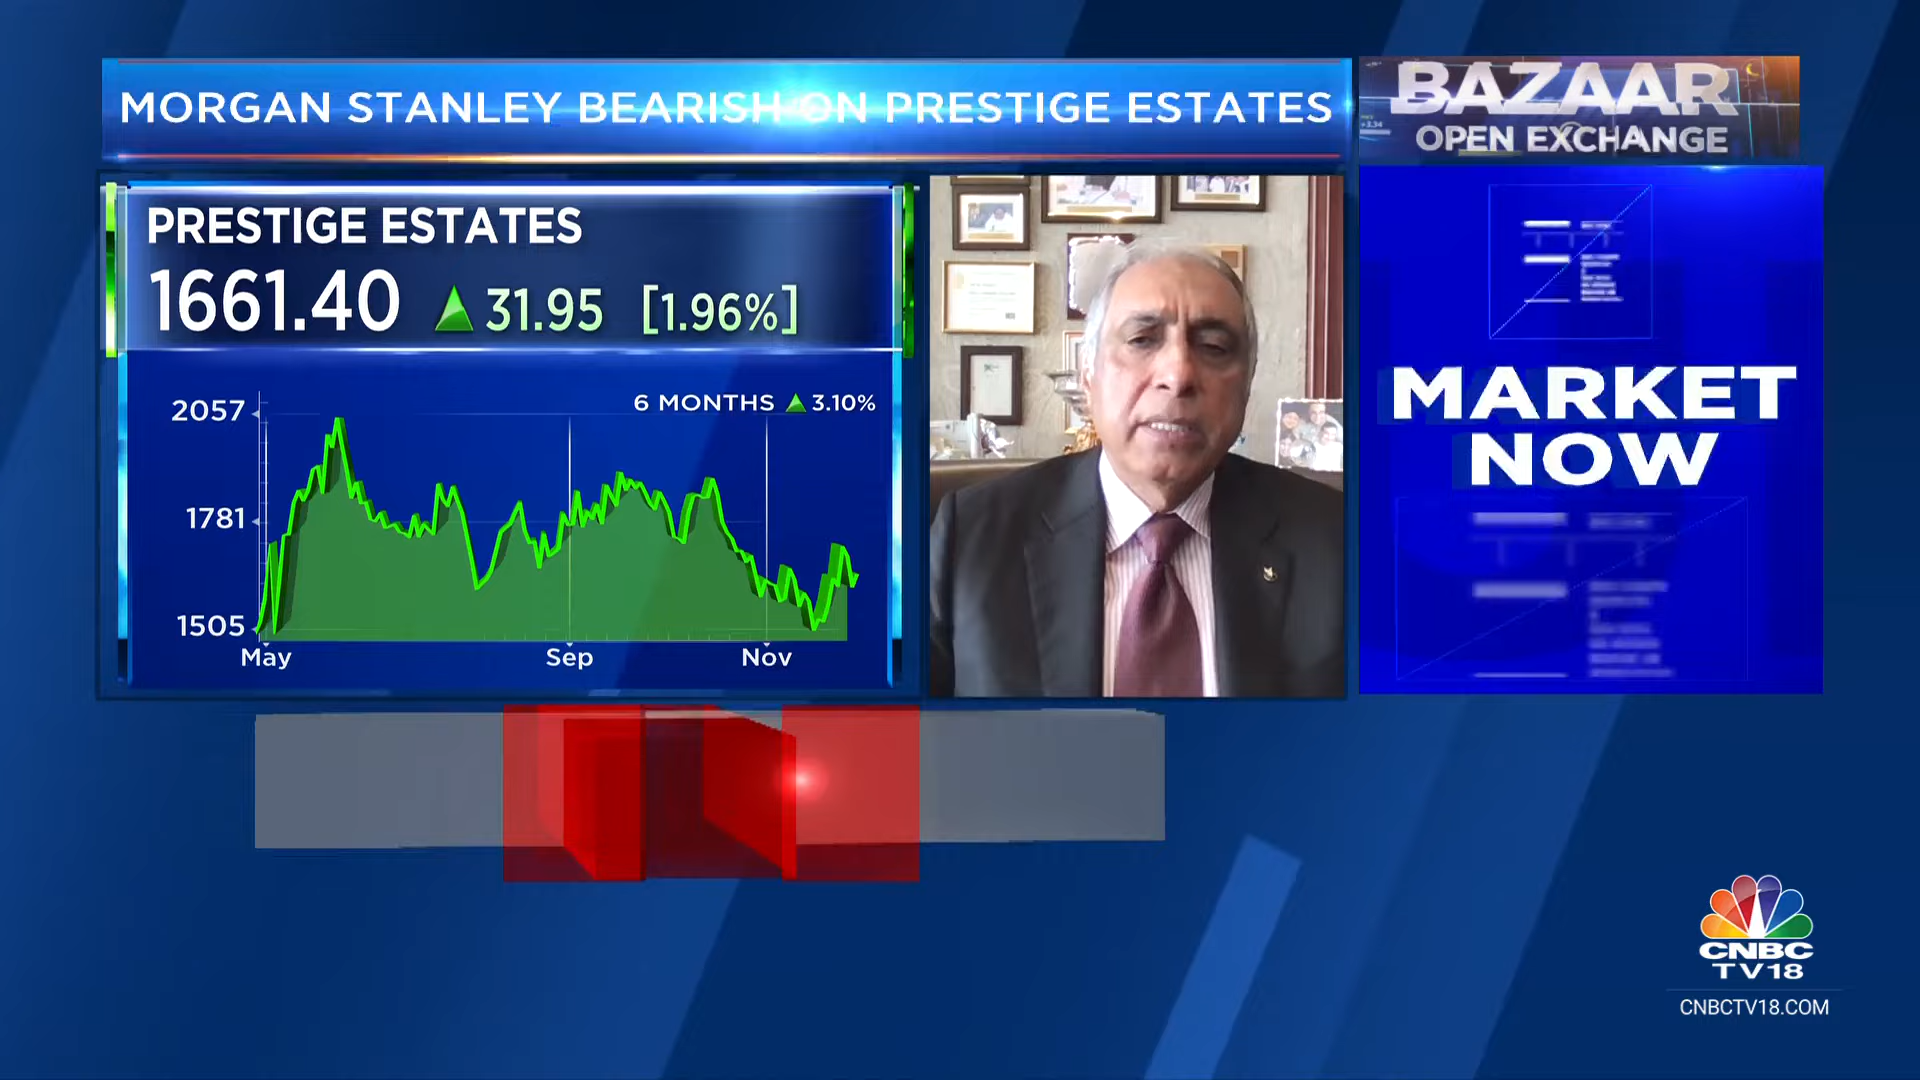 MORGAN STANLEY BEARISH ON PRESTIGE ESTATES
BAZAAR
OPEN EXCHANGE
PRESTIGE ESTATES
1661.40 ▲ 31.95 [1.96%]
6 MONTHS ▲ 3.10%
2057
1781
1505
May Sep Nov
MARKET
NOW
CNBC
TV18
CNBCTV18.COM